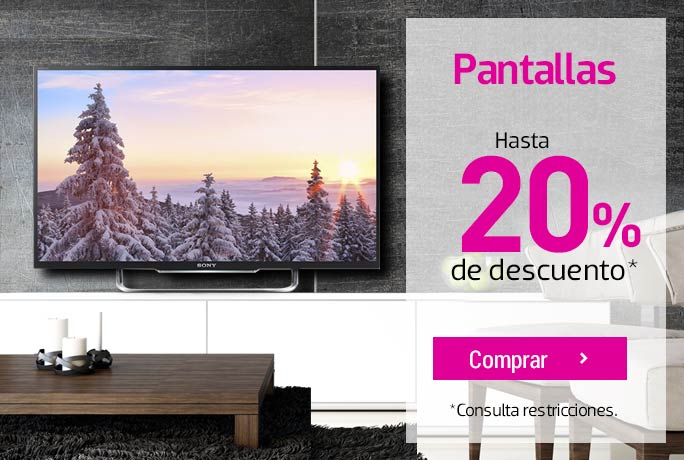 SONY
Pantallas
Hasta
20%
de descuento*
Comprar >
*Consulta restricciones.